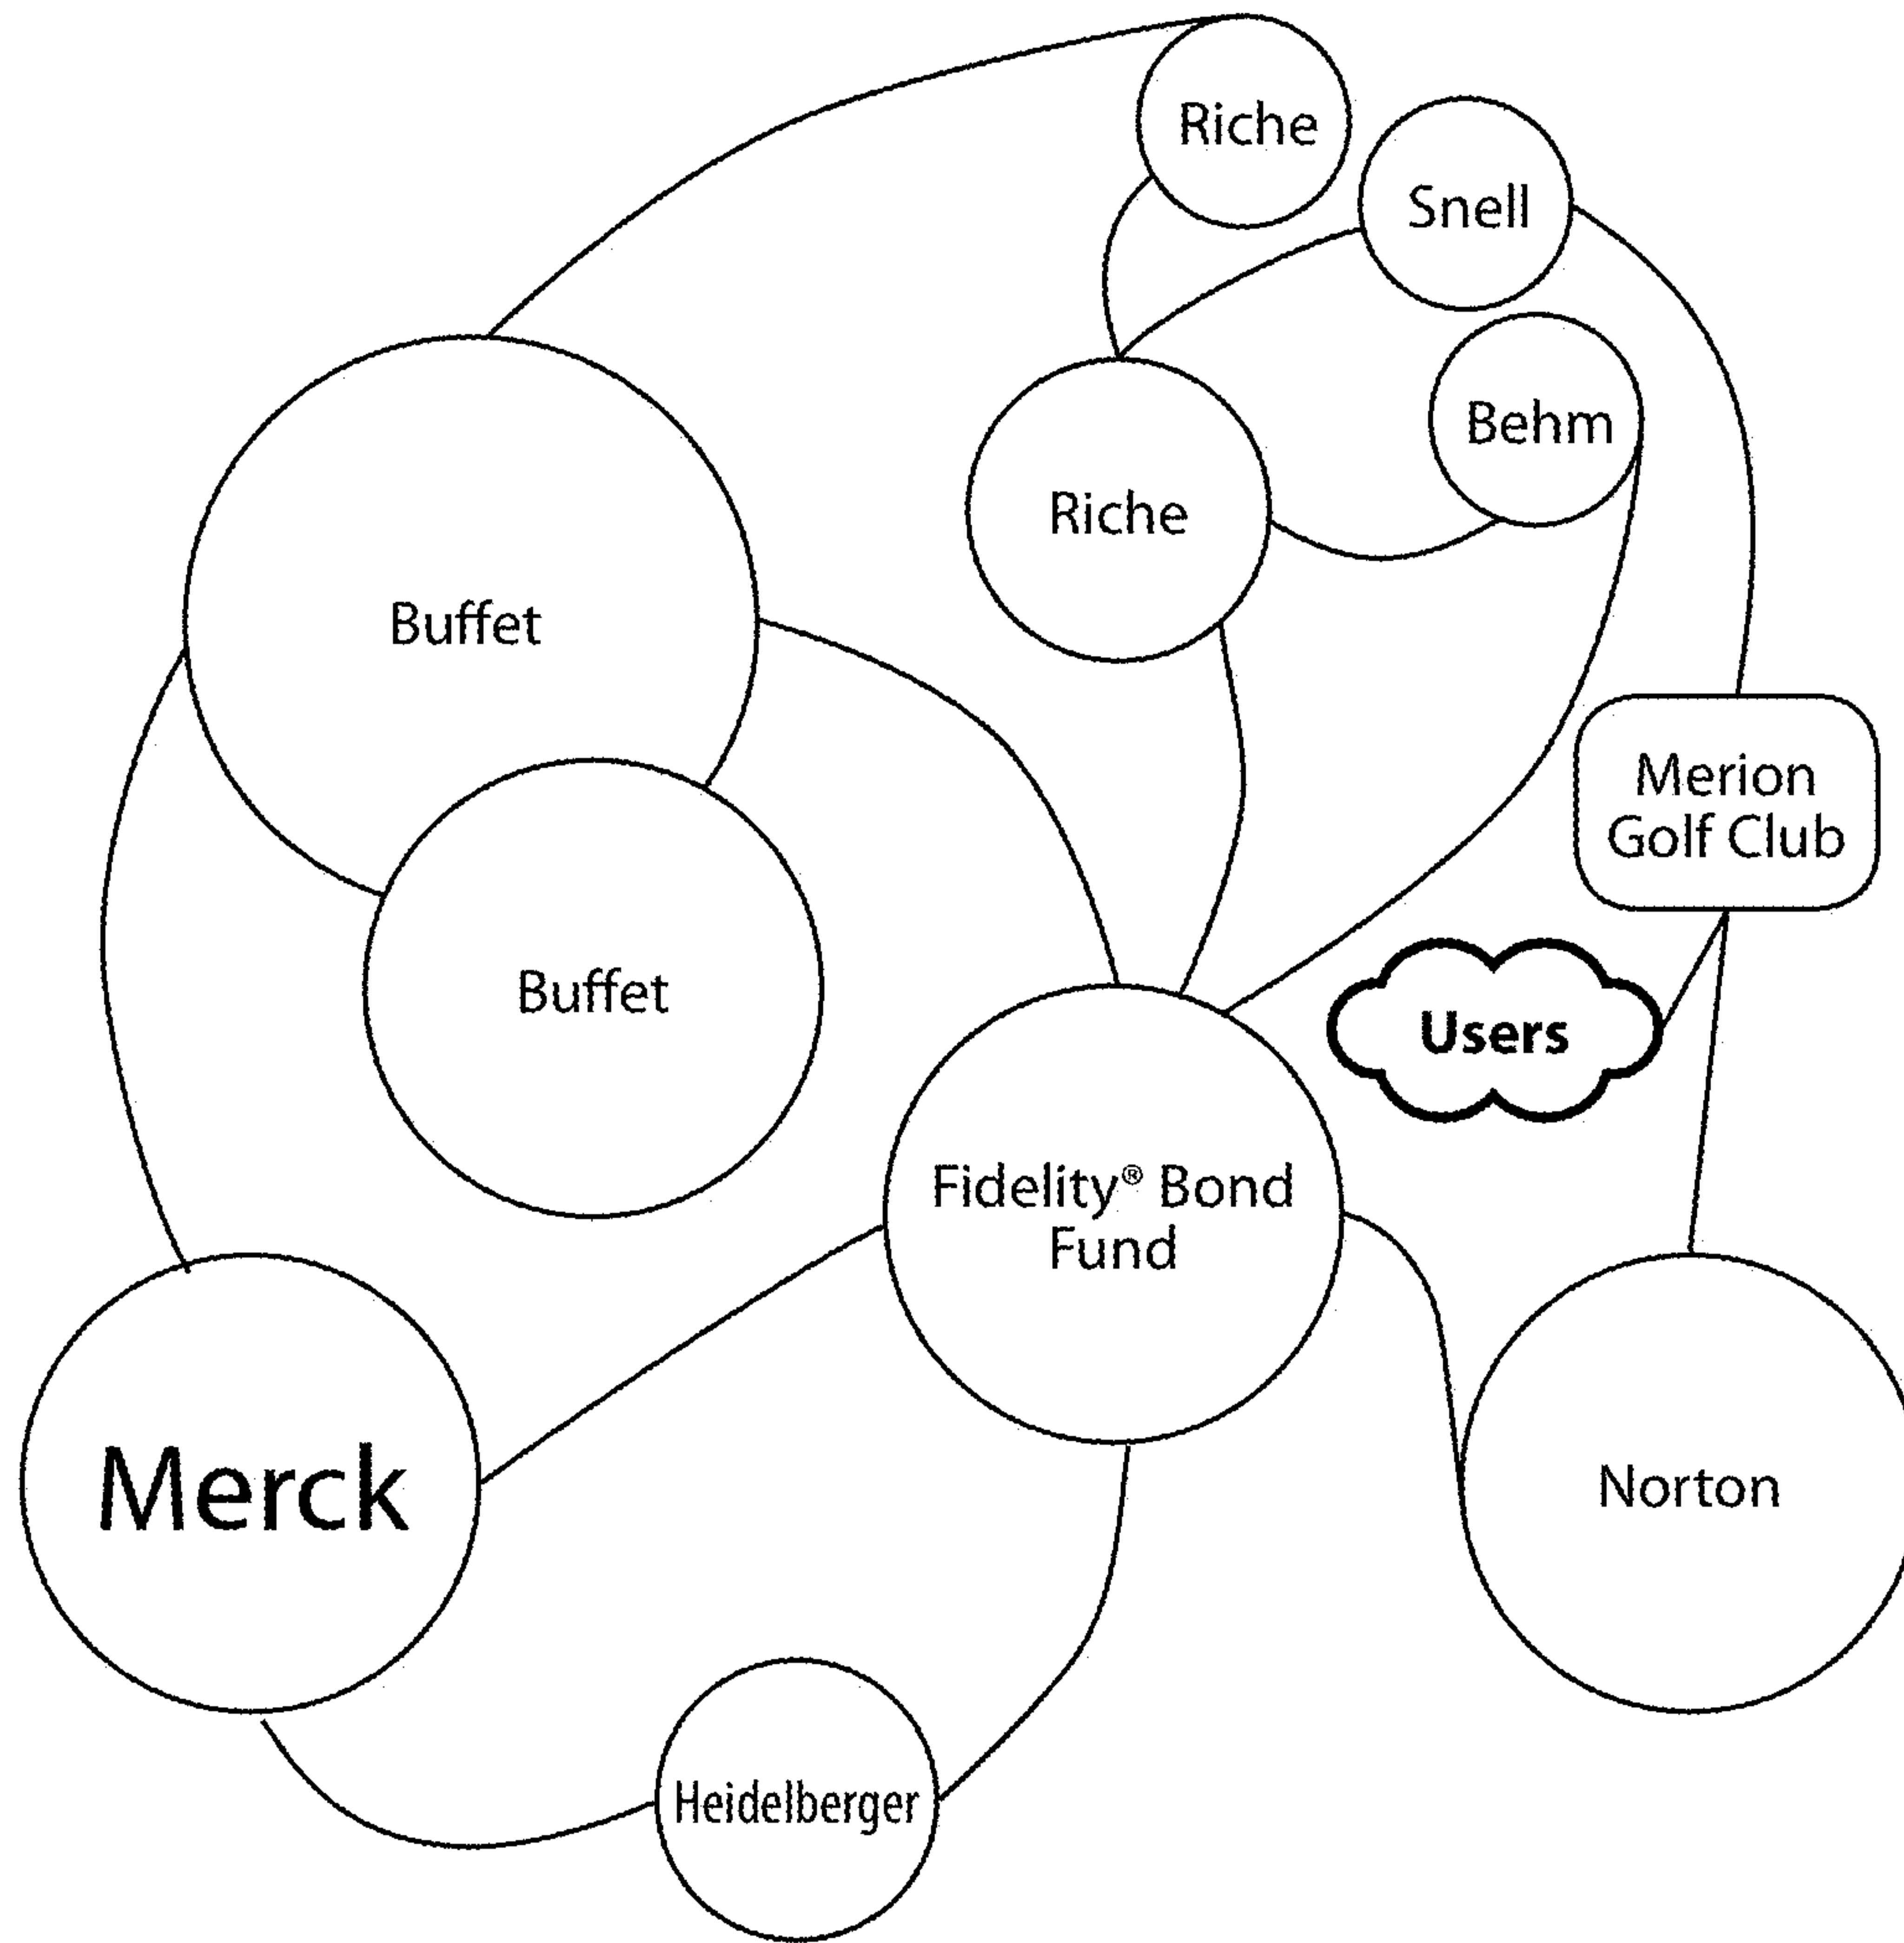 Riche
Snell
Behm
Riche
Buffet
Merion
Golf Club
Buffet
Users
Fidelity® Bond
Fund
Merck
Norton
Heidelberger